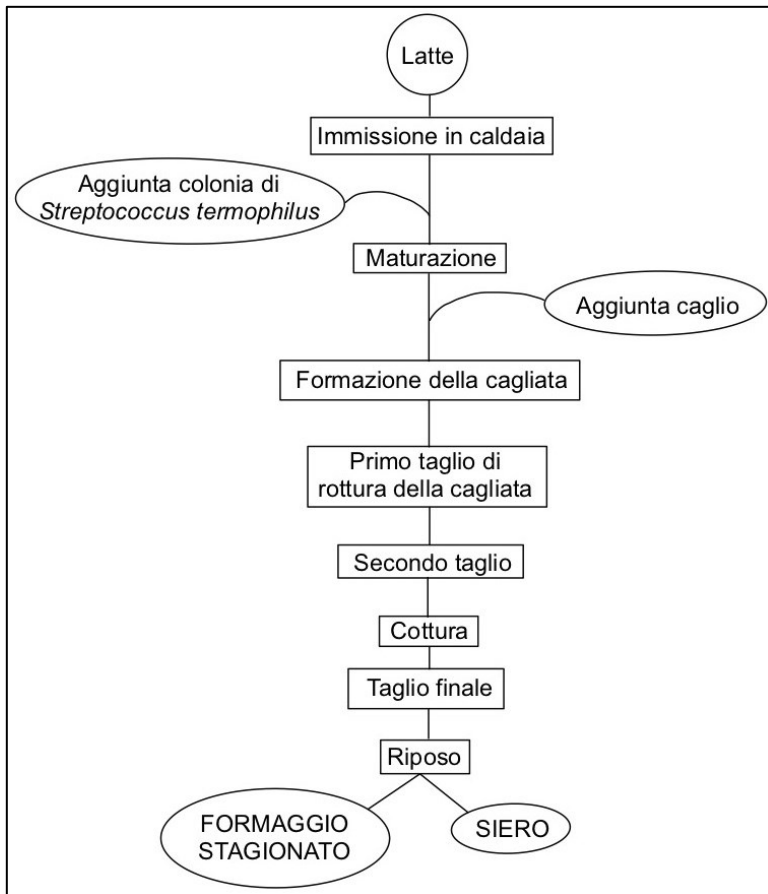 Latte
Immissione in caldaia
Aggiunta colonia di
Streptococcus termophilus
Maturazione
Aggiunta caglio
Formazione della cagliata
Primo taglio di
rottura della cagliata
Secondo taglio
Cottura
Taglio finale
Riposo
FORMAGGIO
STAGIONATO
SIERO